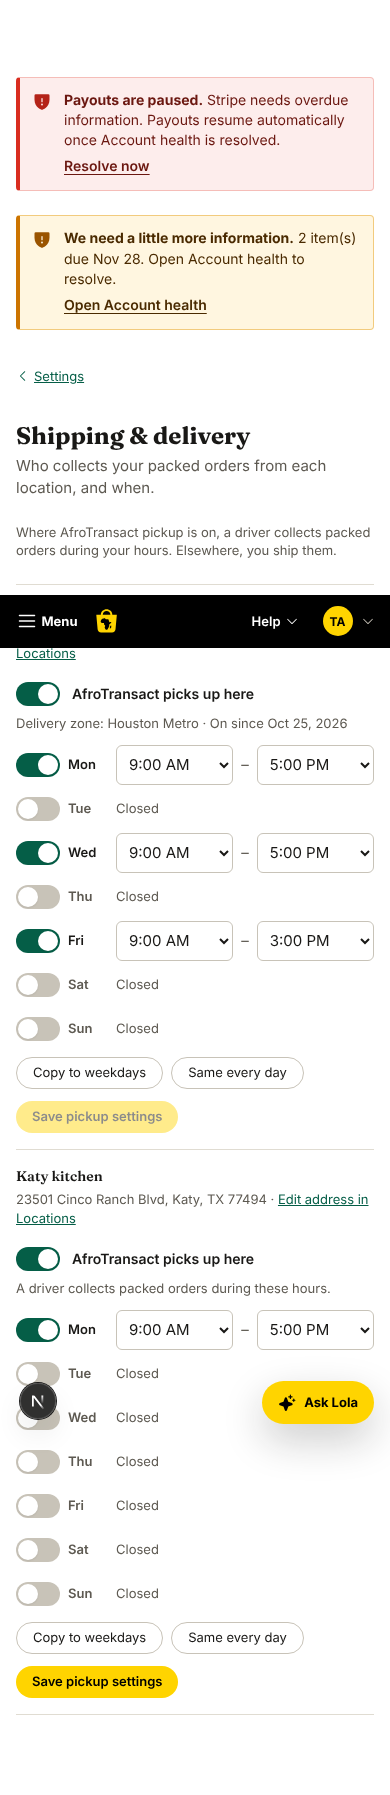 Payouts are paused. Stripe needs overdue
information. Payouts resume automatically
once Account health is resolved.
Resolve now
We need a little more information. 2 item(s)
due Nov 28. Open Account health to
resolve.
Open Account health
Settings
Shipping & delivery
Who collects your packed orders from each
location, and when.
Where AfroTransact pickup is on, a driver collects packed
orders during your hours. Elsewhere, you ship them.
Menu Help TA
Locations
AfroTransact picks up here
Delivery zone: Houston Metro · On since Oct 25, 2026
Mon 9:00 AM – 5:00 PM
Tue Closed
Wed 9:00 AM – 5:00 PM
Thu Closed
Fri 9:00 AM – 3:00 PM
Sat Closed
Sun Closed
Copy to weekdays Same every day
Save pickup settings
Katy kitchen
23501 Cinco Ranch Blvd, Katy, TX 77494 · Edit address in
Locations
AfroTransact picks up here
A driver collects packed orders during these hours.
Mon 9:00 AM – 5:00 PM
Tue Closed
N Ask Lola
Wed Closed
Thu Closed
Fri Closed
Sat Closed
Sun Closed
Copy to weekdays Same every day
Save pickup settings